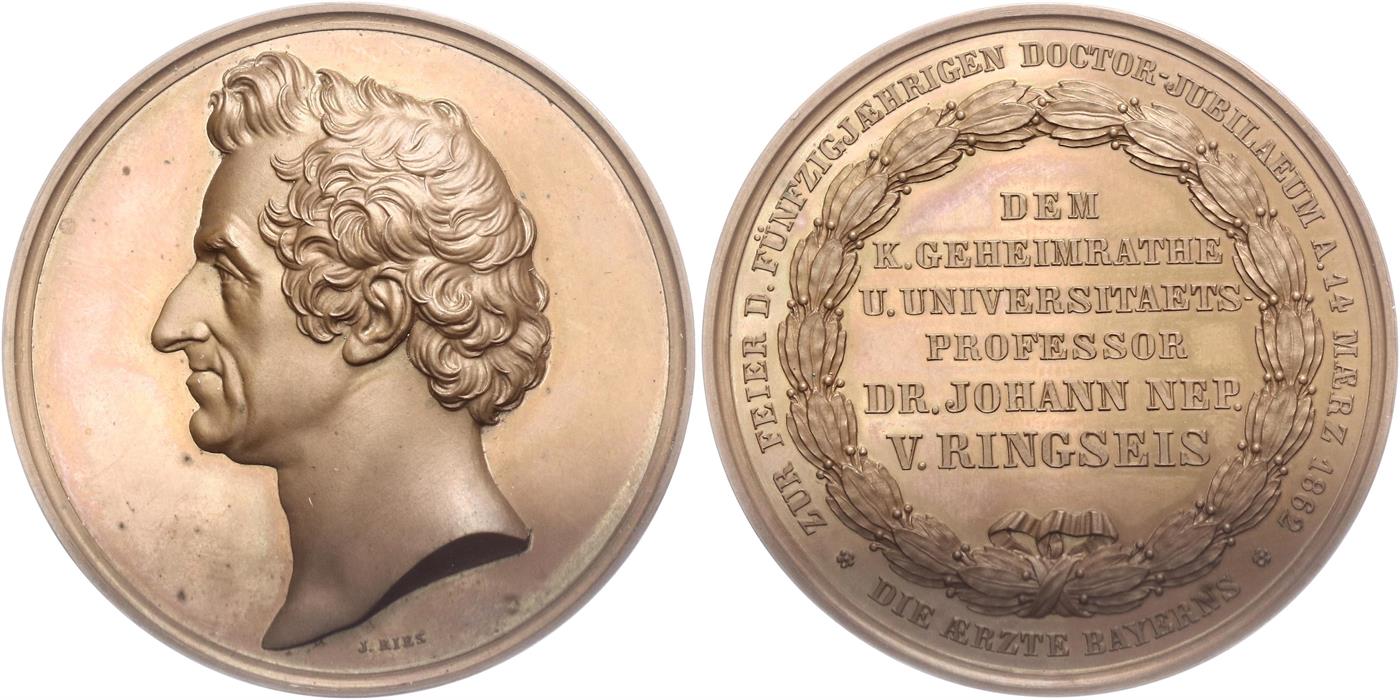 J. RIES
ZUR FEIER D. FÜNFZIGJÆHRIGEN DOCTOR-JUBILAEUM A. 14 MÆRZ 1862
DEM
K. GEHEIMRATHE
U. UNIVERSITAETS-
PROFESSOR
DR. JOHANN NEP.
V. RINGSEIS
DIE ÆRZTE BAYERNS